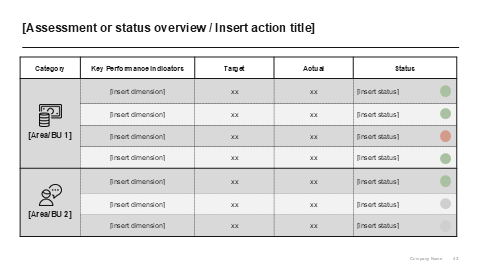 [Assessment or status overview / Insert action title]
Category Key Performance Indicators Target Actual Status
[Insert dimension] xx xx [Insert status]
[Insert dimension] xx xx [Insert status]
[Area/BU 1]
[Insert dimension] xx xx [Insert status]
[Insert dimension] xx xx [Insert status]
[Insert dimension] xx xx [Insert status]
[Insert dimension] xx xx [Insert status]
[Area/BU 2]
[Insert dimension] xx xx [Insert status]
Company Name